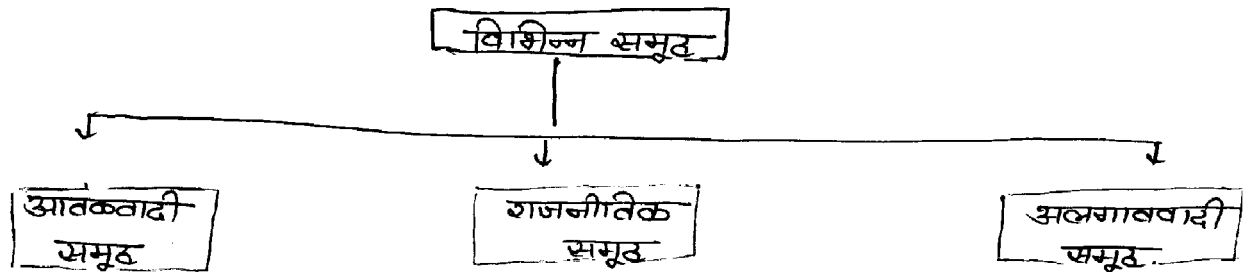 विभिन्न समूह
आतंकवादी
समूह
राजनीतिक
समूह
अलगाववादी
समूह